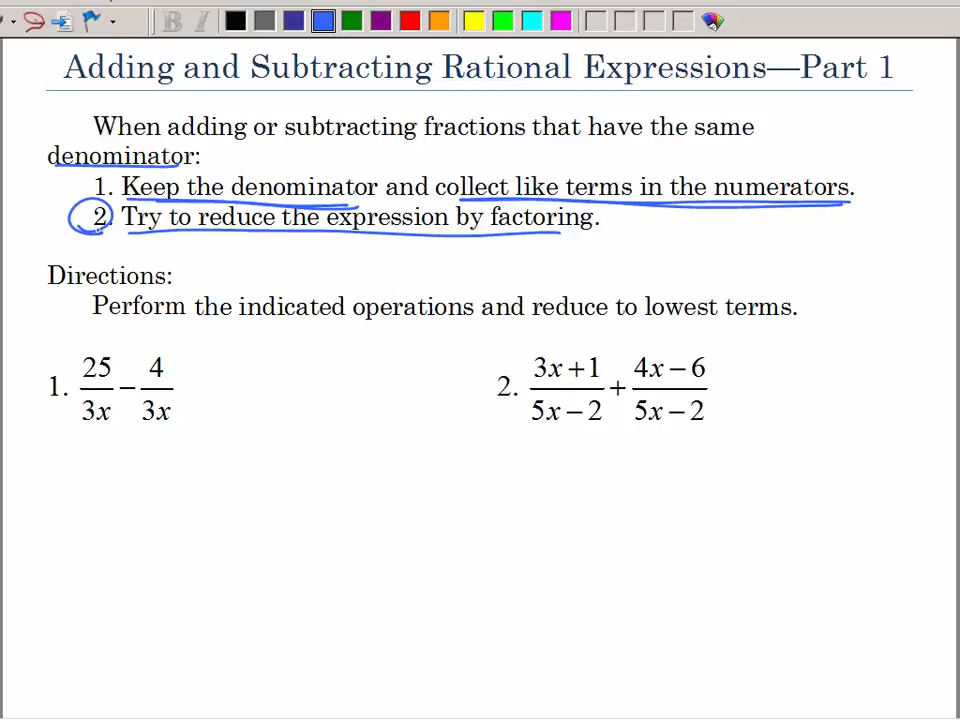 B I
Adding and Subtracting Rational Expressions—Part 1
When adding or subtracting fractions that have the same
denominator:
1. Keep the denominator and collect like terms in the numerators.
2. Try to reduce the expression by factoring.
Directions:
Perform the indicated operations and reduce to lowest terms.
1. 25/3x − 4/3x
2. 3x+1/5x−2 + 4x−6/5x−2